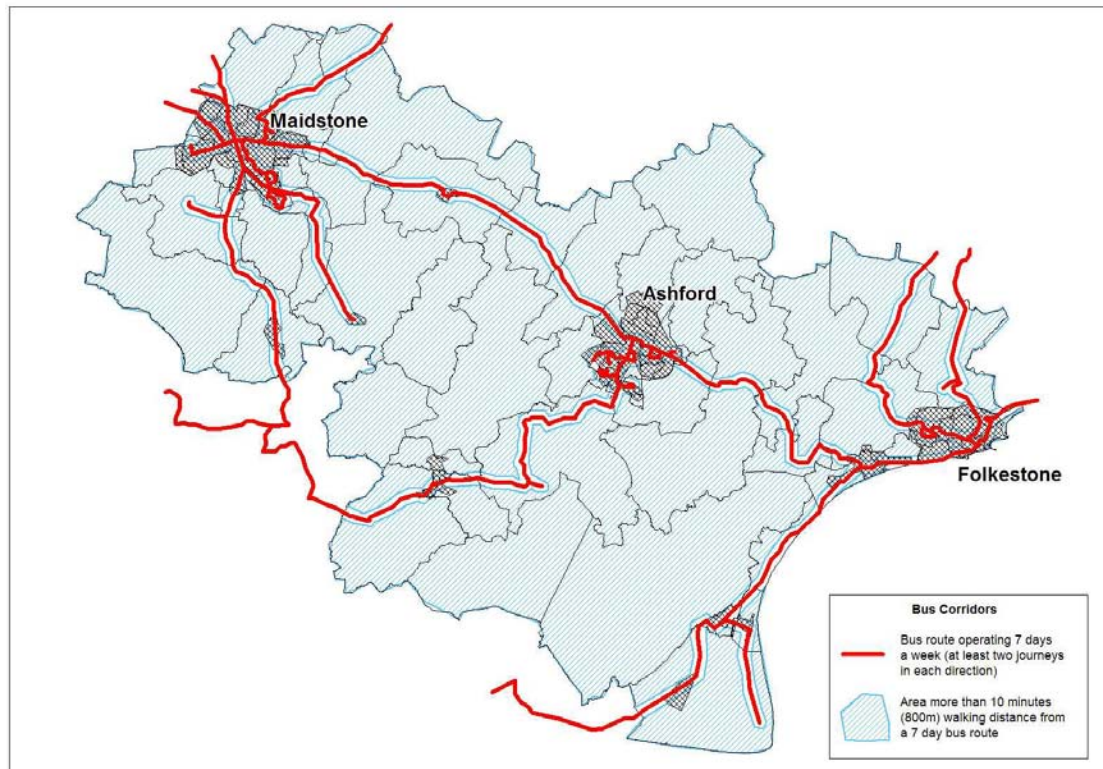 Maidstone
Ashford
Folkestone
Bus Corridors
Bus route operating 7 days
a week (at least two journeys
in each direction)
Area more than 10 minutes
(800m) walking distance from
a 7 day bus route